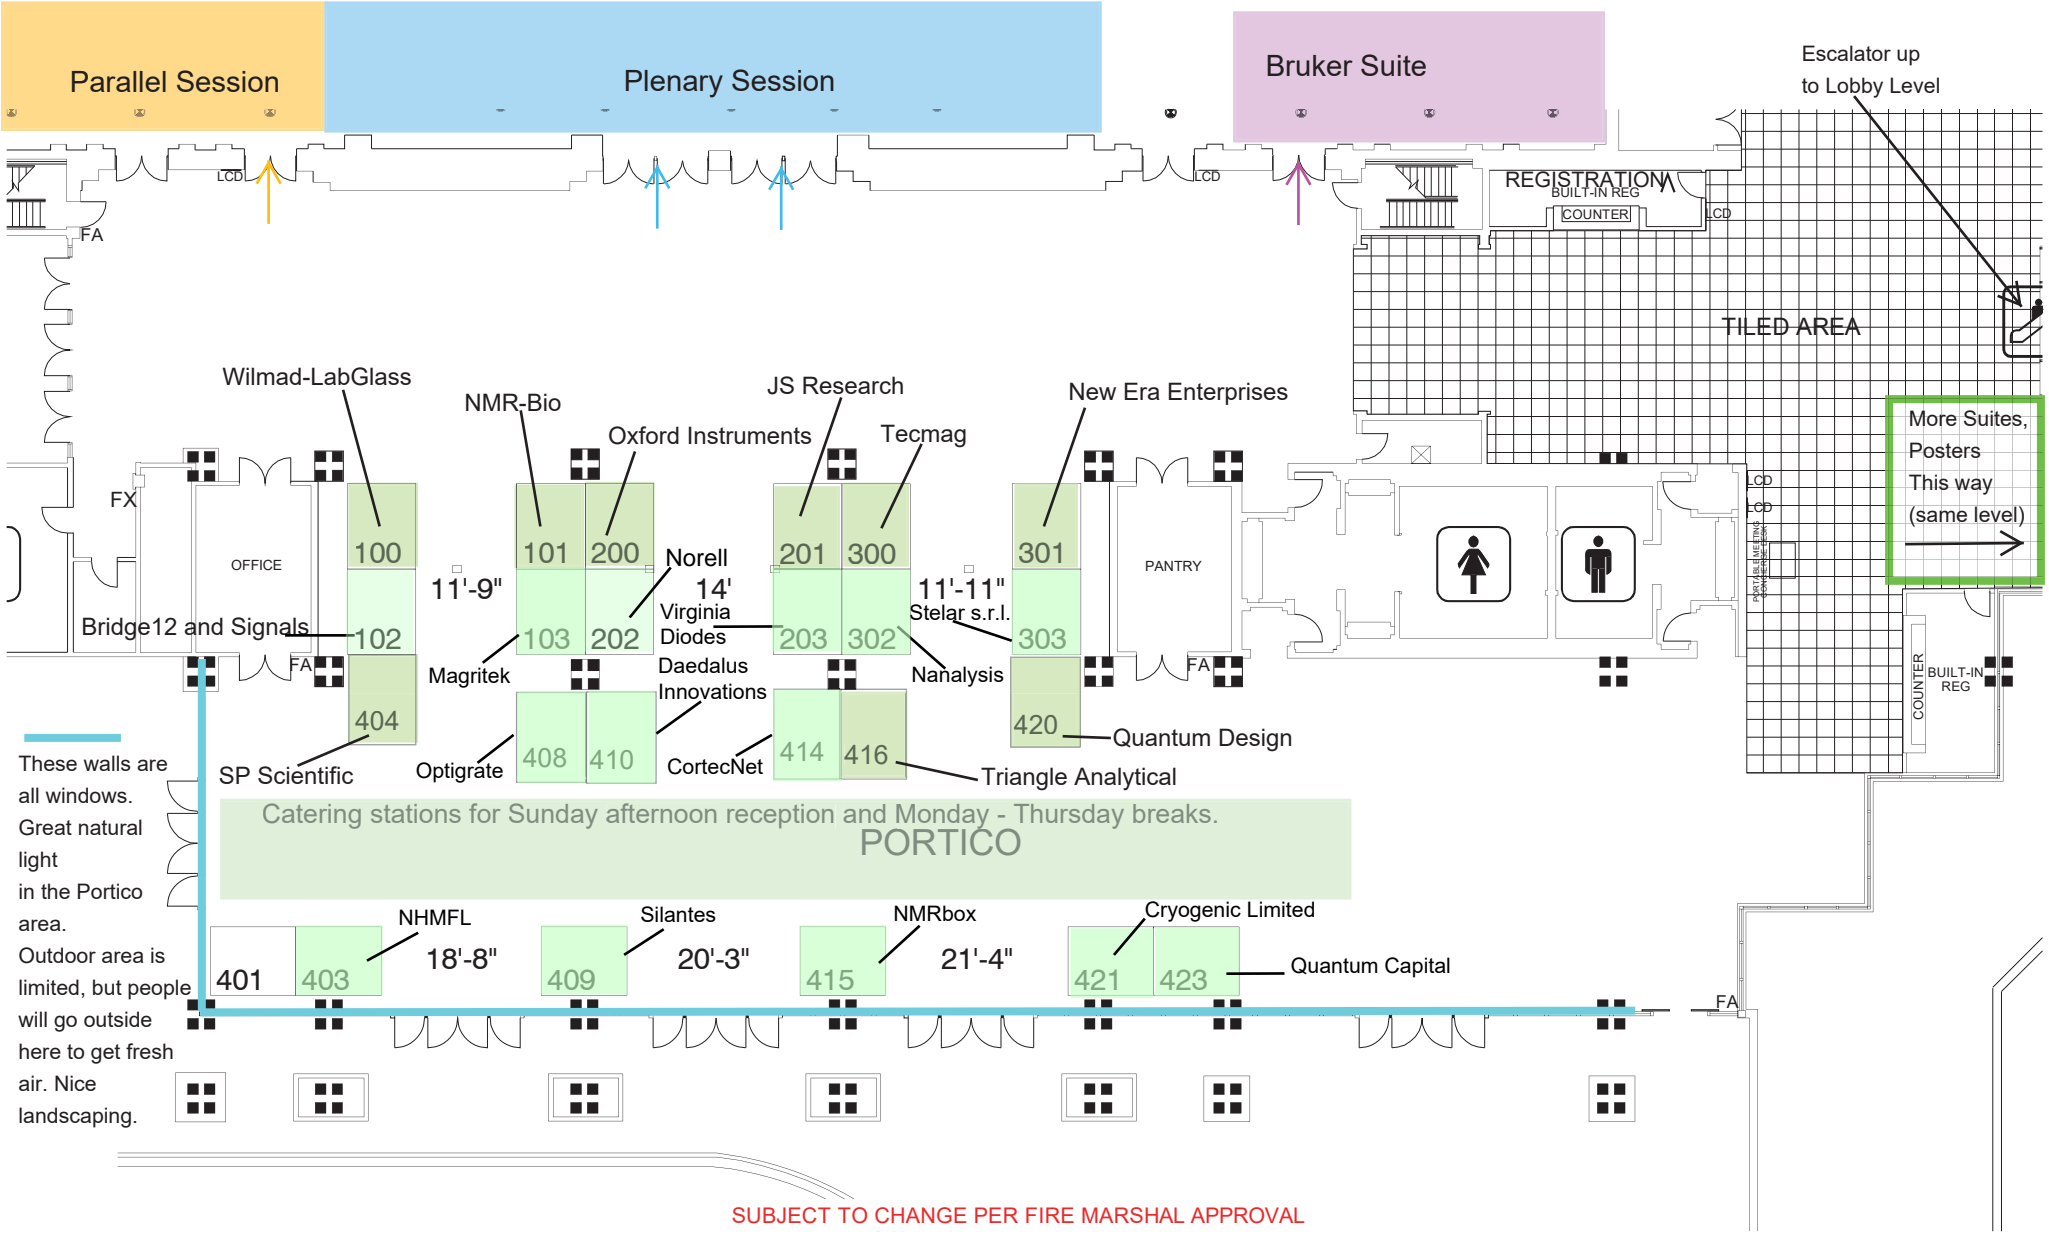 Parallel Session
Plenary Session
Bruker Suite
Escalator up
to Lobby Level
LCD
LCD
REGISTRATION
BUILT-IN REG
COUNTER
LCD
FA
TILED AREA
Wilmad-LabGlass
NMR-Bio
Oxford Instruments
JS Research
Tecmag
New Era Enterprises
More Suites,
Posters
This way
(same level)
FX
OFFICE
100
101
200
201
300
301
PANTRY
LCD
LCD
PORTABLE MEETING
CONCIERGE DESK
11'-9"
Norell
14'
11'-11"
Virginia
Diodes
Stelar s.r.l.
Bridge12 and Signals
102
103
202
203
302
303
FA
Magritek
Daedalus
Innovations
Nanalysis
FA
COUNTER
BUILT-IN
REG
404
408
410
414
416
420
SP Scientific
Optigrate
CortecNet
Triangle Analytical
Quantum Design
These walls are
all windows.
Great natural
light
in the Portico
area.
Outdoor area is
limited, but people
will go outside
here to get fresh
air. Nice
landscaping.
Catering stations for Sunday afternoon reception and Monday - Thursday breaks.
PORTICO
NHMFL
Silantes
NMRbox
Cryogenic Limited
401
403
18'-8"
409
20'-3"
415
21'-4"
421
423
Quantum Capital
FA
SUBJECT TO CHANGE PER FIRE MARSHAL APPROVAL